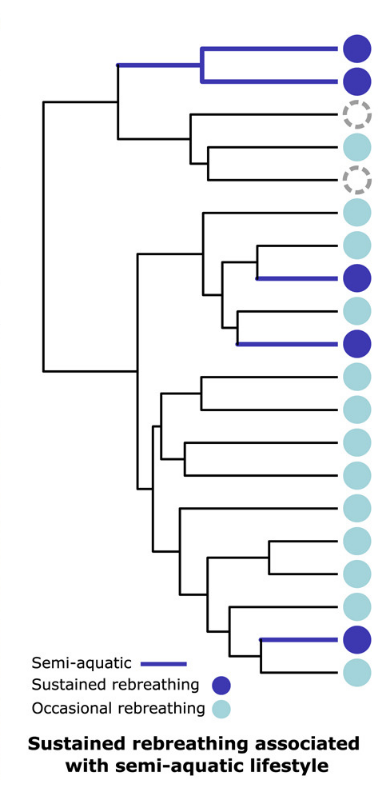 Semi-aquatic
Sustained rebreathing
Occasional rebreathing
Sustained rebreathing associated
with semi-aquatic lifestyle